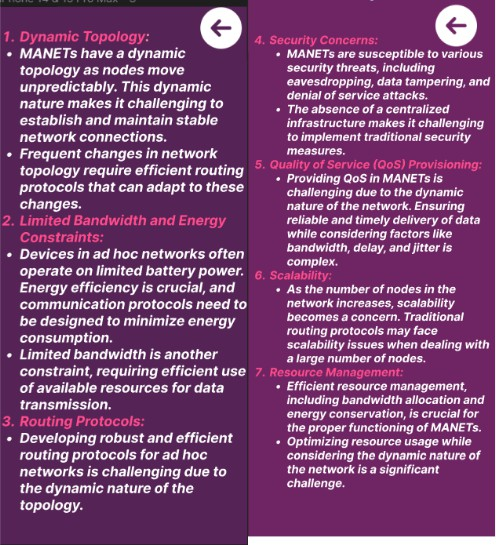 1. Dynamic Topology:
• MANETs have a dynamic
topology as nodes move
unpredictably. This dynamic
nature makes it challenging to
establish and maintain stable
network connections.
• Frequent changes in network
topology require efficient routing
protocols that can adapt to these
changes.
2. Limited Bandwidth and Energy
Constraints:
• Devices in ad hoc networks often
operate on limited battery power.
Energy efficiency is crucial, and
communication protocols need to
be designed to minimize energy
consumption.
• Limited bandwidth is another
constraint, requiring efficient use
of available resources for data
transmission.
3. Routing Protocols:
• Developing robust and efficient
routing protocols for ad hoc
networks is challenging due to
the dynamic nature of the
topology.
4. Security Concerns:
• MANETs are susceptible to various
security threats, including
eavesdropping, data tampering, and
denial of service attacks.
• The absence of a centralized
infrastructure makes it challenging
to implement traditional security
measures.
5. Quality of Service (QoS) Provisioning:
• Providing QoS in MANETs is
challenging due to the dynamic
nature of the network. Ensuring
reliable and timely delivery of data
while considering factors like
bandwidth, delay, and jitter is
complex.
6. Scalability:
• As the number of nodes in the
network increases, scalability
becomes a concern. Traditional
routing protocols may face
scalability issues when dealing with
a large number of nodes.
7. Resource Management:
• Efficient resource management,
including bandwidth allocation and
energy conservation, is crucial for
the proper functioning of MANETs.
• Optimizing resource usage while
considering the dynamic nature of
the network is a significant
challenge.